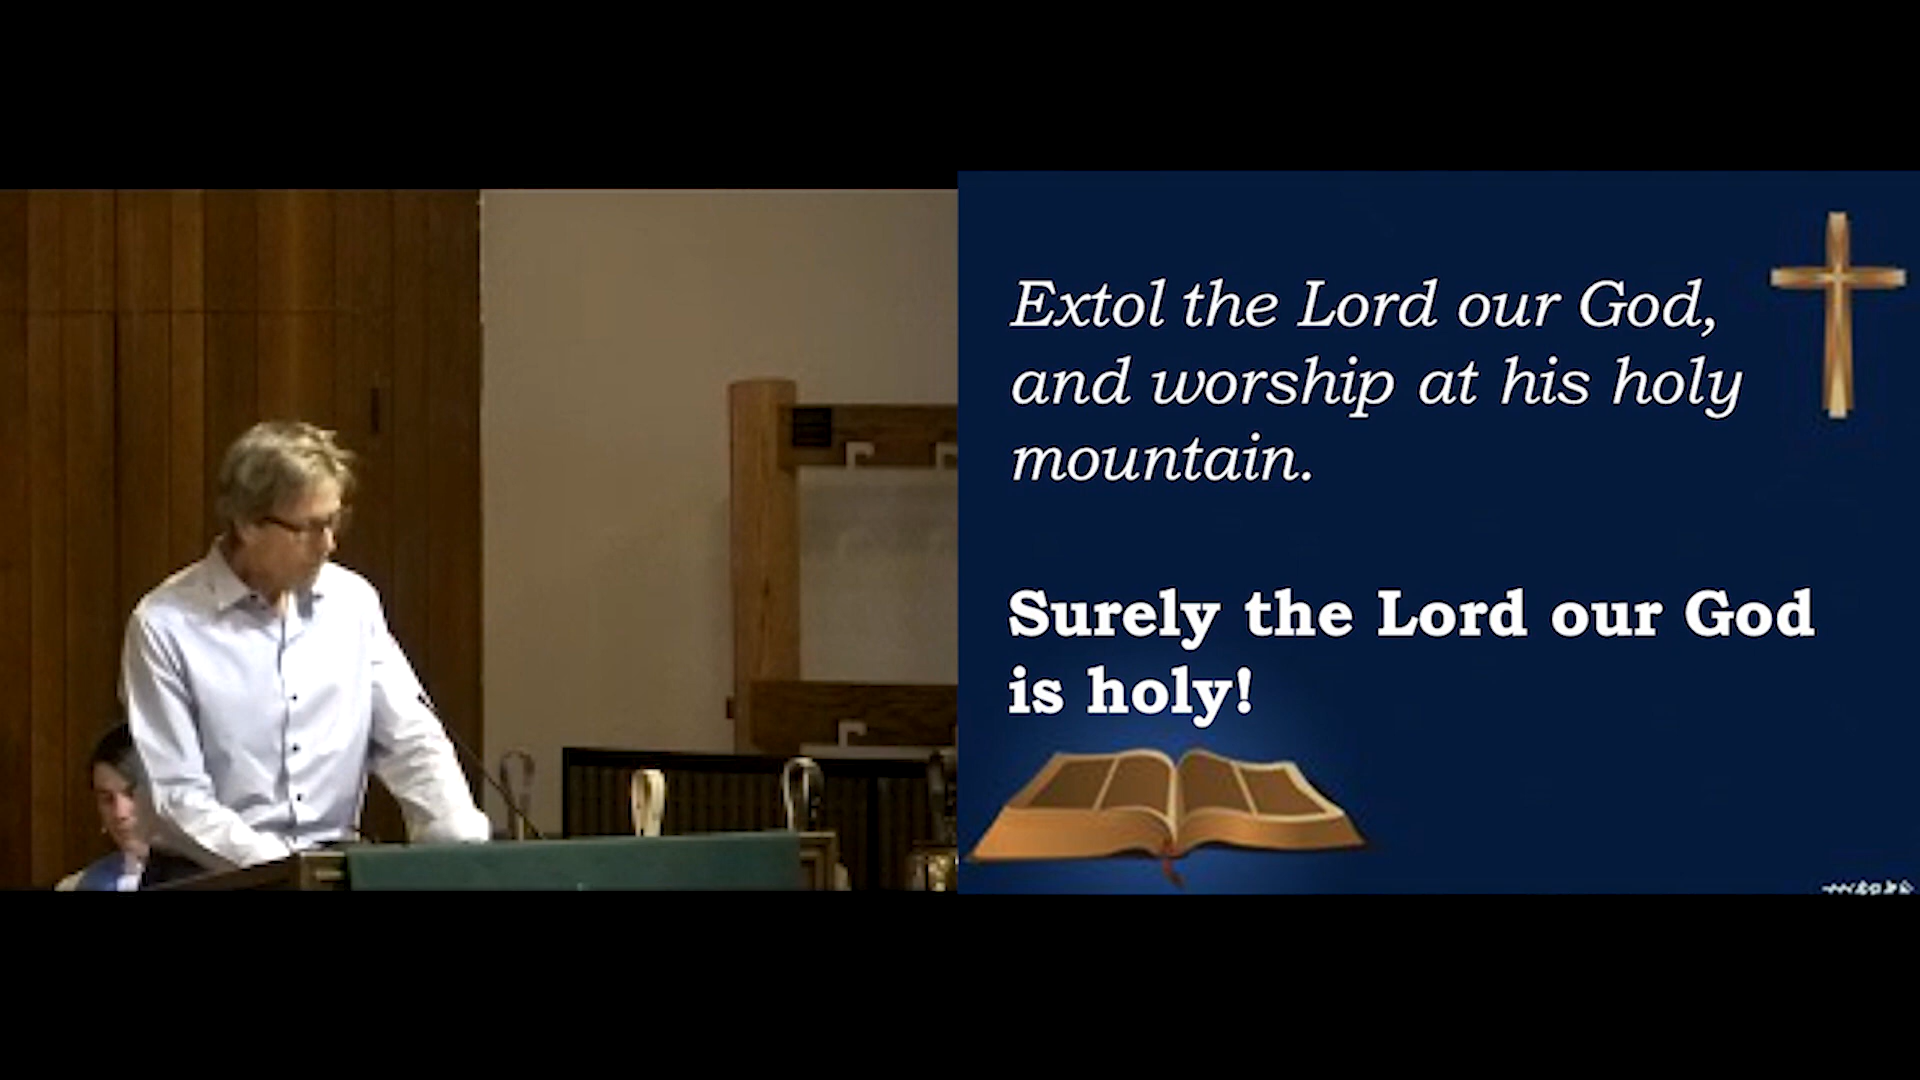 Extol the Lord our God,
and worship at his holy
mountain.
Surely the Lord our God
is holy!